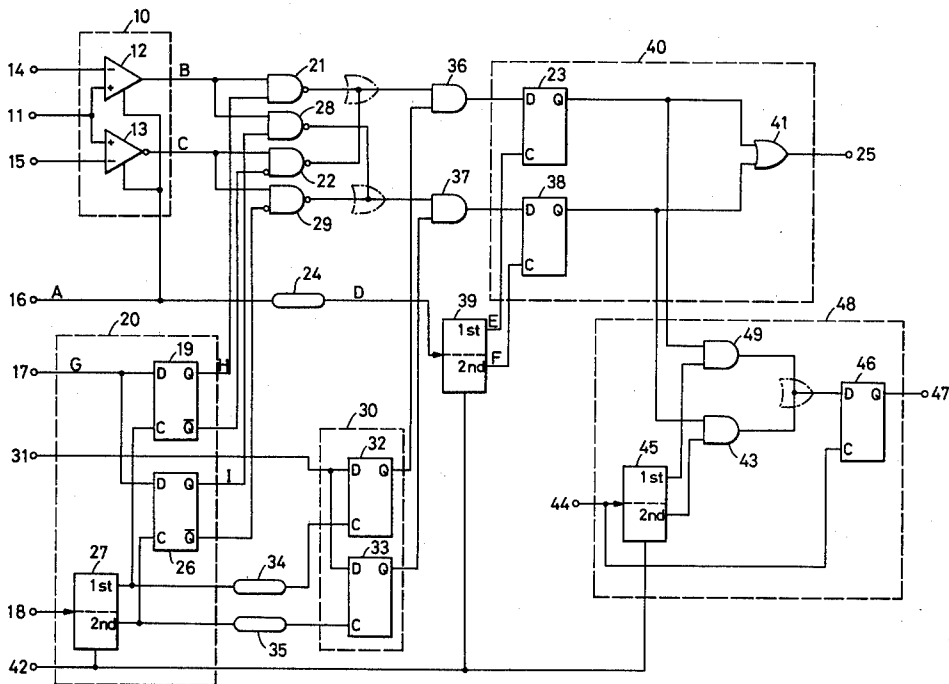 10
12
14
B
21
36
40
23
D Q
C
11
28
41
13
C
25
15
22
29
37
38
D Q
C
24
16 A
D
39
1st E
2nd F
48
20
19
17 G
D Q H
C Q̅
49
46
D Q
C
47
30
32
31
D Q
C
43
45
1st
2nd
44
D Q I
C Q̅
26
27
33
D Q
C
34
1st
18
2nd
35
42